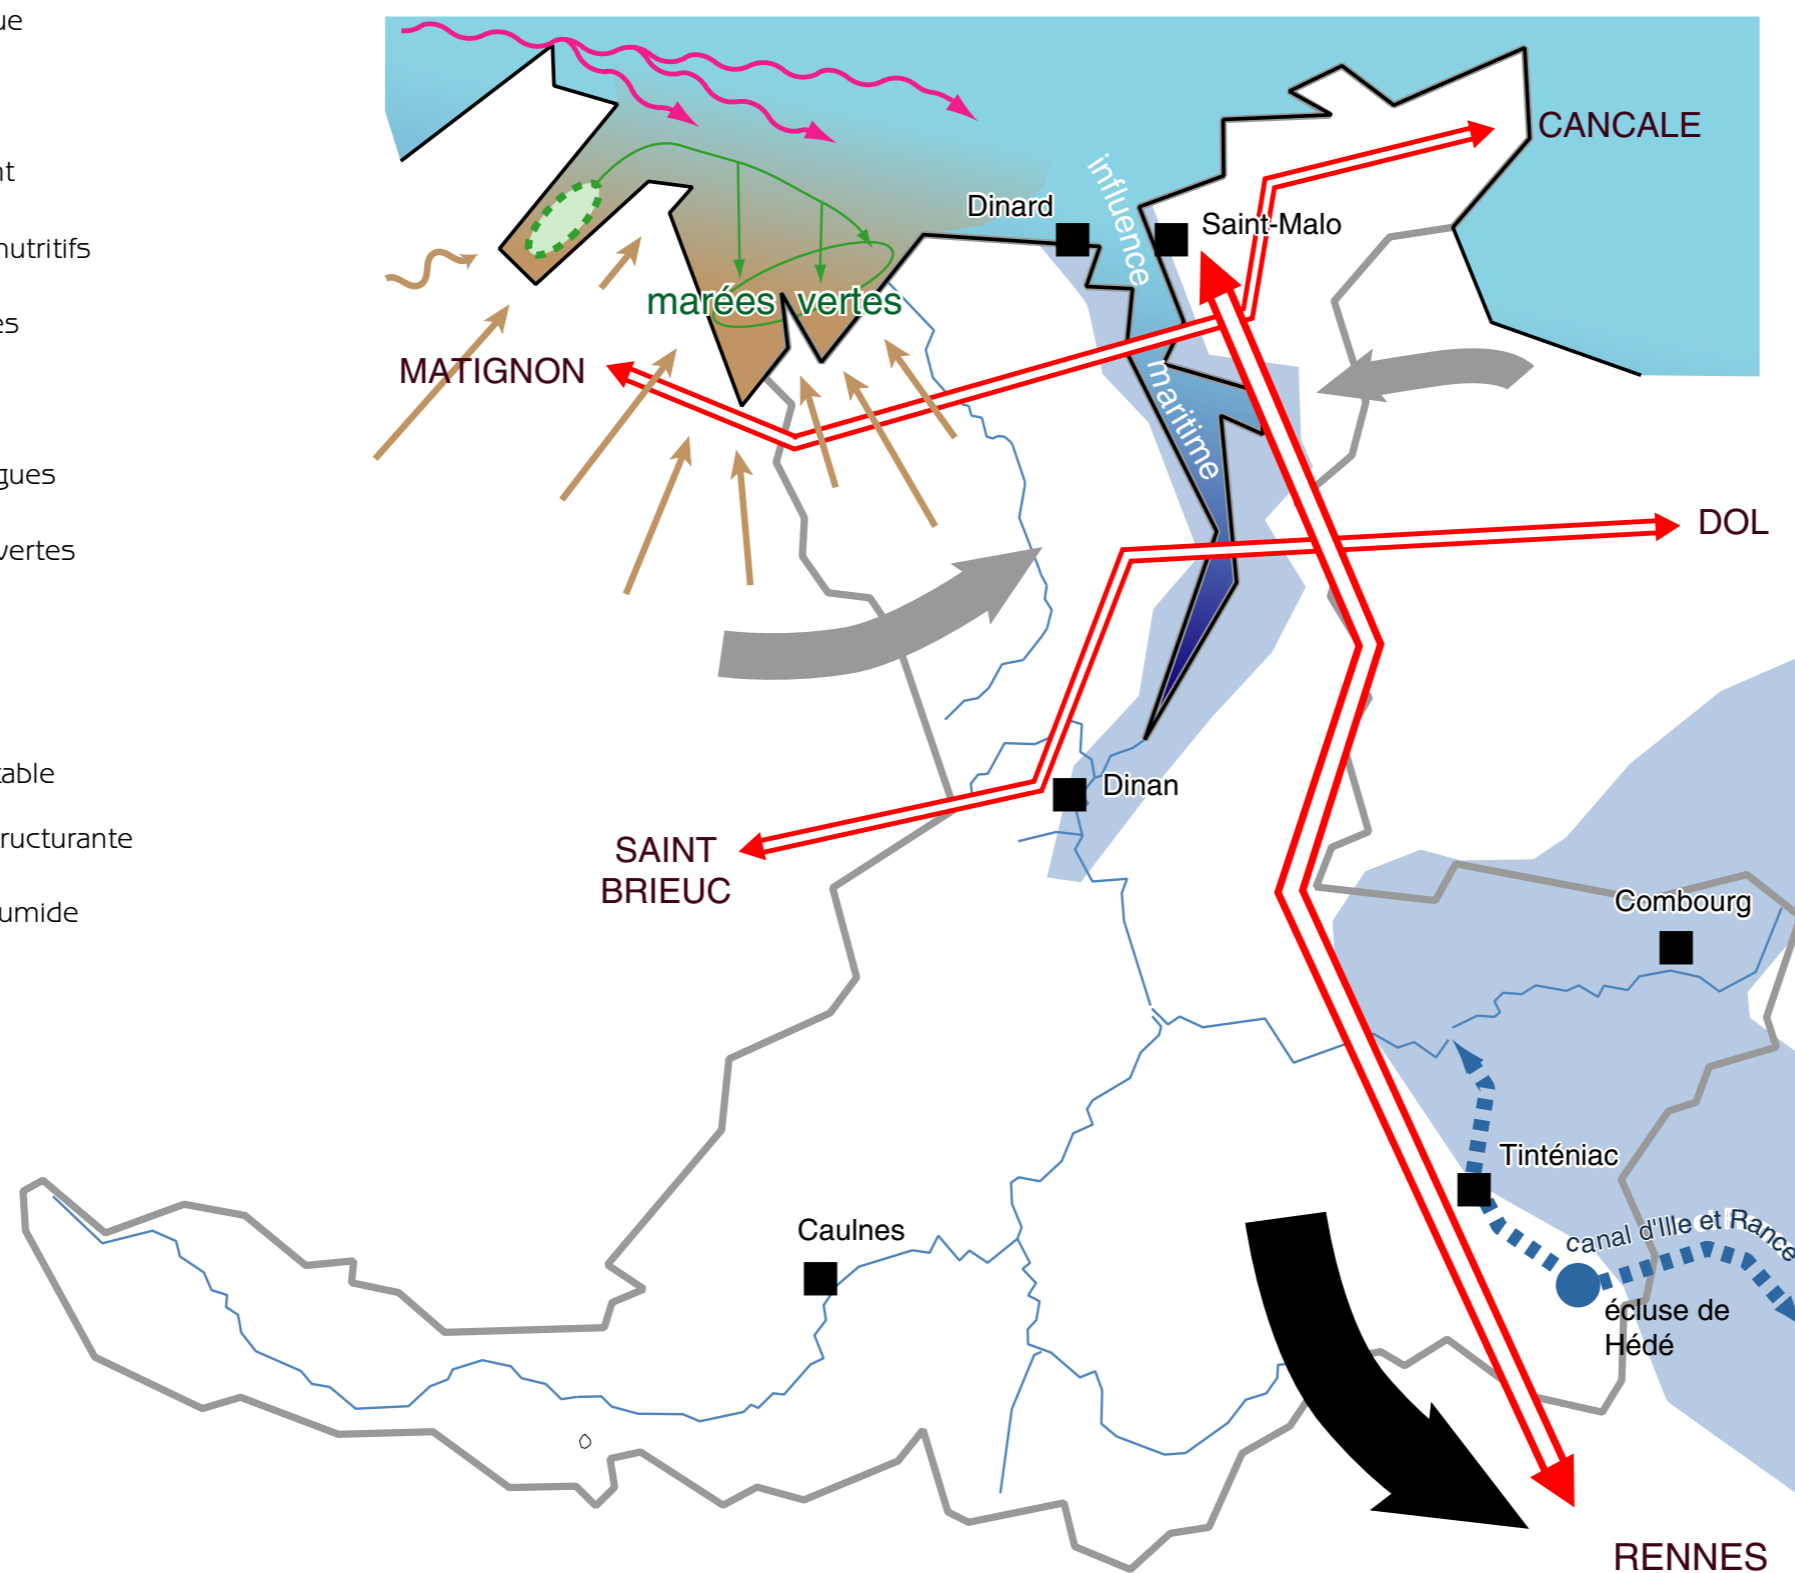 ue
nt
nutritifs
es
gues
vertes
table
ructurante
umide
CANCALE
influence
Dinard
Saint-Malo
marées vertes
MATIGNON
maritime
DOL
Dinan
SAINT
BRIEUC
Combourg
Tinténiac
Caulnes
canal d'Ille et Rance
écluse de
Hédé
RENNES